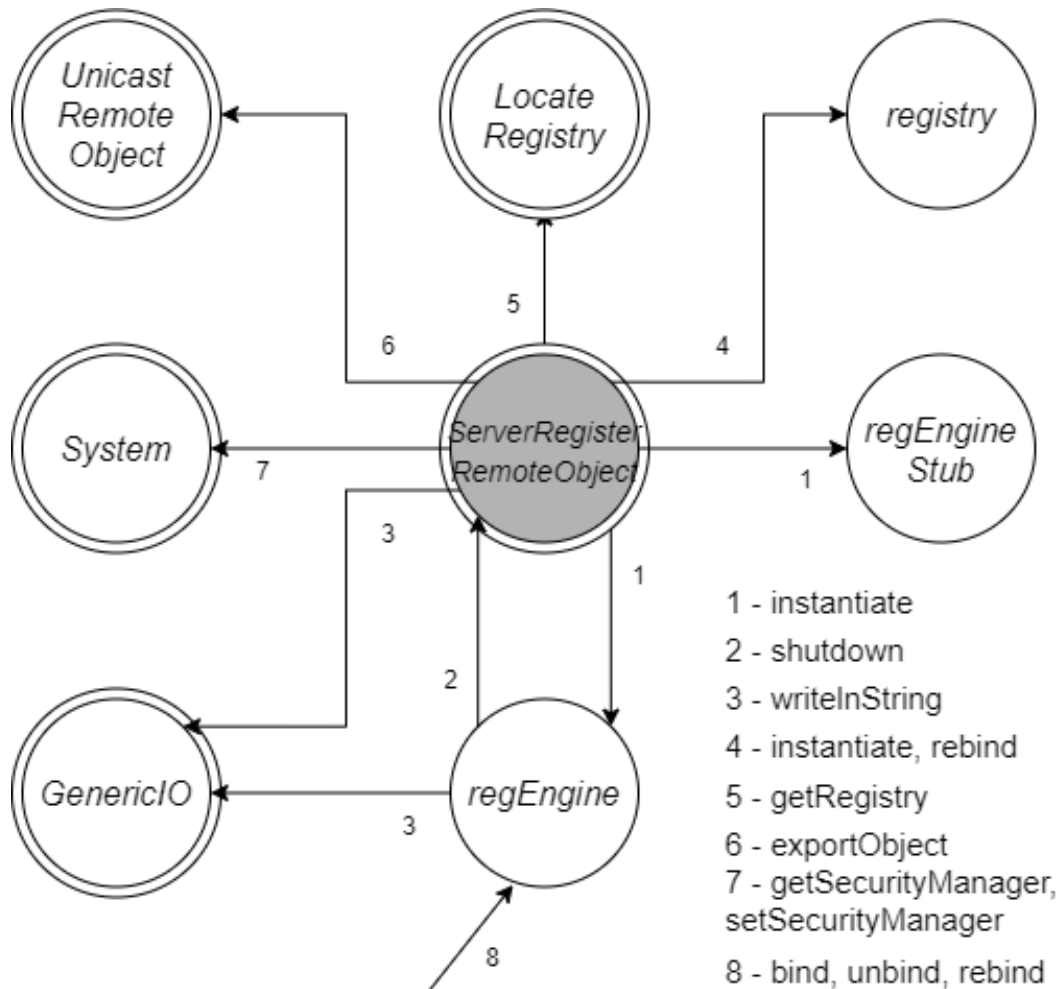 Unicast
Remote
Object
Locate
Registry
registry
5
6
4
System
ServerRegister
RemoteObject
regEngine
Stub
7
1
3
1
2
GenericIO
regEngine
3
8
1 - instantiate
2 - shutdown
3 - writelnString
4 - instantiate, rebind
5 - getRegistry
6 - exportObject
7 - getSecurityManager,
setSecurityManager
8 - bind, unbind, rebind